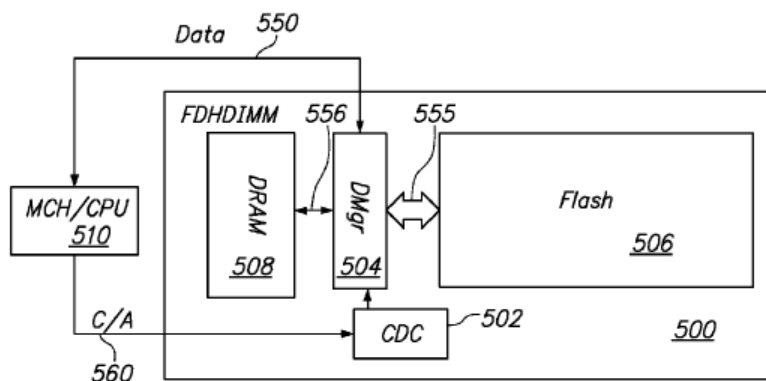 Data
550
FDHDIMM
556
555
DRAM
508
DMgr
504
Flash
506
MCH/CPU
510
C/A
560
CDC
502
500